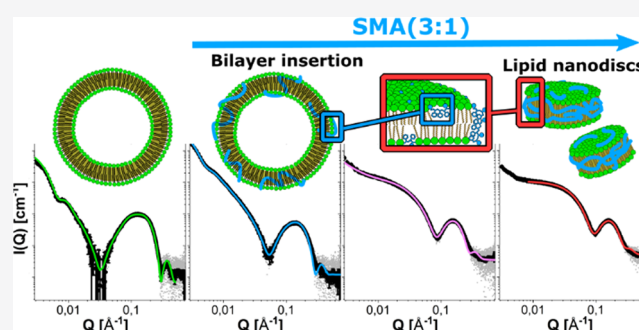 SMA(3:1)
Bilayer insertion
Lipid nanodiscs
I(Q) [cm⁻¹]
0,01 0,1 0,01 0,1 0,01 0,1 0,01 0,1
Q [Å⁻¹] Q [Å⁻¹] Q [Å⁻¹] Q [Å⁻¹]